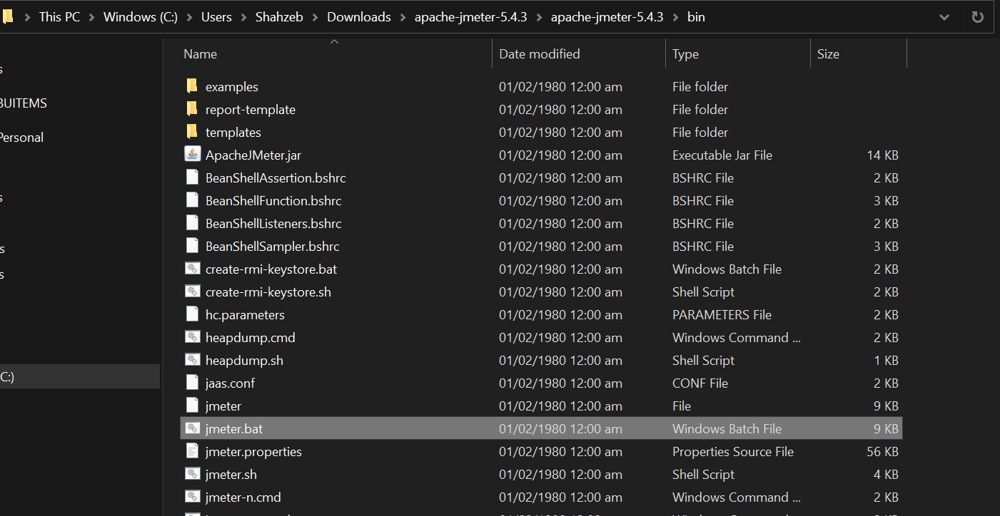 This PC > Windows (C:) > Users > Shahzeb > Downloads > apache-jmeter-5.4.3 > apache-jmeter-5.4.3 > bin
Name Date modified Type Size
examples 01/02/1980 12:00 am File folder
BUITEMS
report-template 01/02/1980 12:00 am File folder
templates 01/02/1980 12:00 am File folder
Personal
ApacheJMeter.jar 01/02/1980 12:00 am Executable Jar File 14 KB
BeanShellAssertion.bshrc 01/02/1980 12:00 am BSHRC File 2 KB
BeanShellFunction.bshrc 01/02/1980 12:00 am BSHRC File 3 KB
BeanShellListeners.bshrc 01/02/1980 12:00 am BSHRC File 2 KB
BeanShellSampler.bshrc 01/02/1980 12:00 am BSHRC File 3 KB
create-rmi-keystore.bat 01/02/1980 12:00 am Windows Batch File 2 KB
create-rmi-keystore.sh 01/02/1980 12:00 am Shell Script 2 KB
hc.parameters 01/02/1980 12:00 am PARAMETERS File 2 KB
heapdump.cmd 01/02/1980 12:00 am Windows Command ... 2 KB
heapdump.sh 01/02/1980 12:00 am Shell Script 1 KB
C:)
jaas.conf 01/02/1980 12:00 am CONF File 2 KB
jmeter 01/02/1980 12:00 am File 9 KB
jmeter.bat 01/02/1980 12:00 am Windows Batch File 9 KB
jmeter.properties 01/02/1980 12:00 am Properties Source File 56 KB
jmeter.sh 01/02/1980 12:00 am Shell Script 4 KB
jmeter-n.cmd 01/02/1980 12:00 am Windows Command ... 2 KB